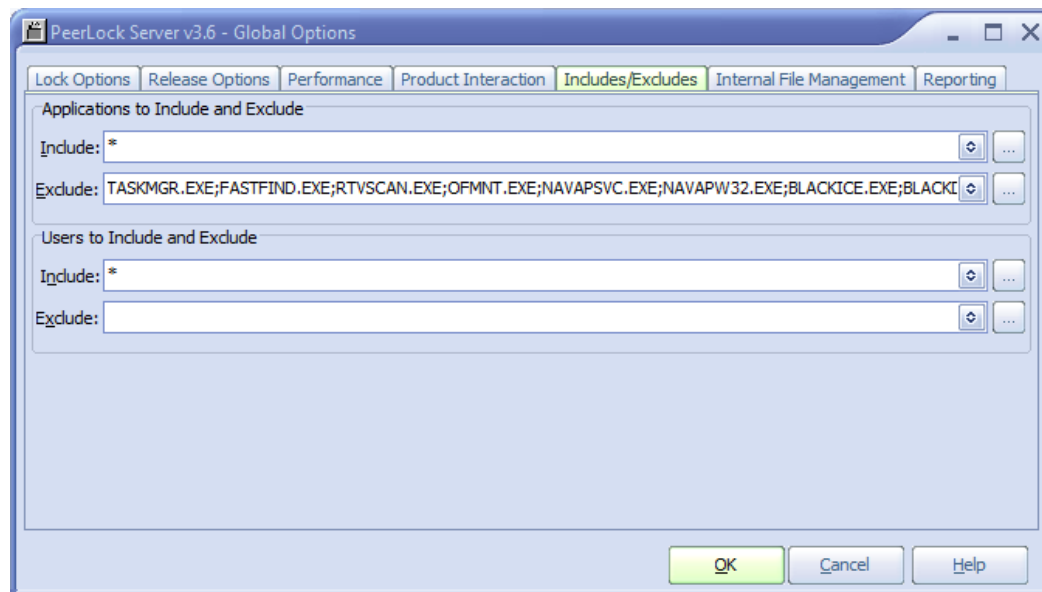 PeerLock Server v3.6 - Global Options
Lock Options Release Options Performance Product Interaction Includes/Excludes Internal File Management Reporting
Applications to Include and Exclude
Include: * ...
Exclude: TASKMGR.EXE;FASTFIND.EXE;RTVSCAN.EXE;OFMNT.EXE;NAVAPSVC.EXE;NAVAPW32.EXE;BLACKICE.EXE;BLACKI ...
Users to Include and Exclude
Include: * ...
Exclude: ...
OK Cancel Help